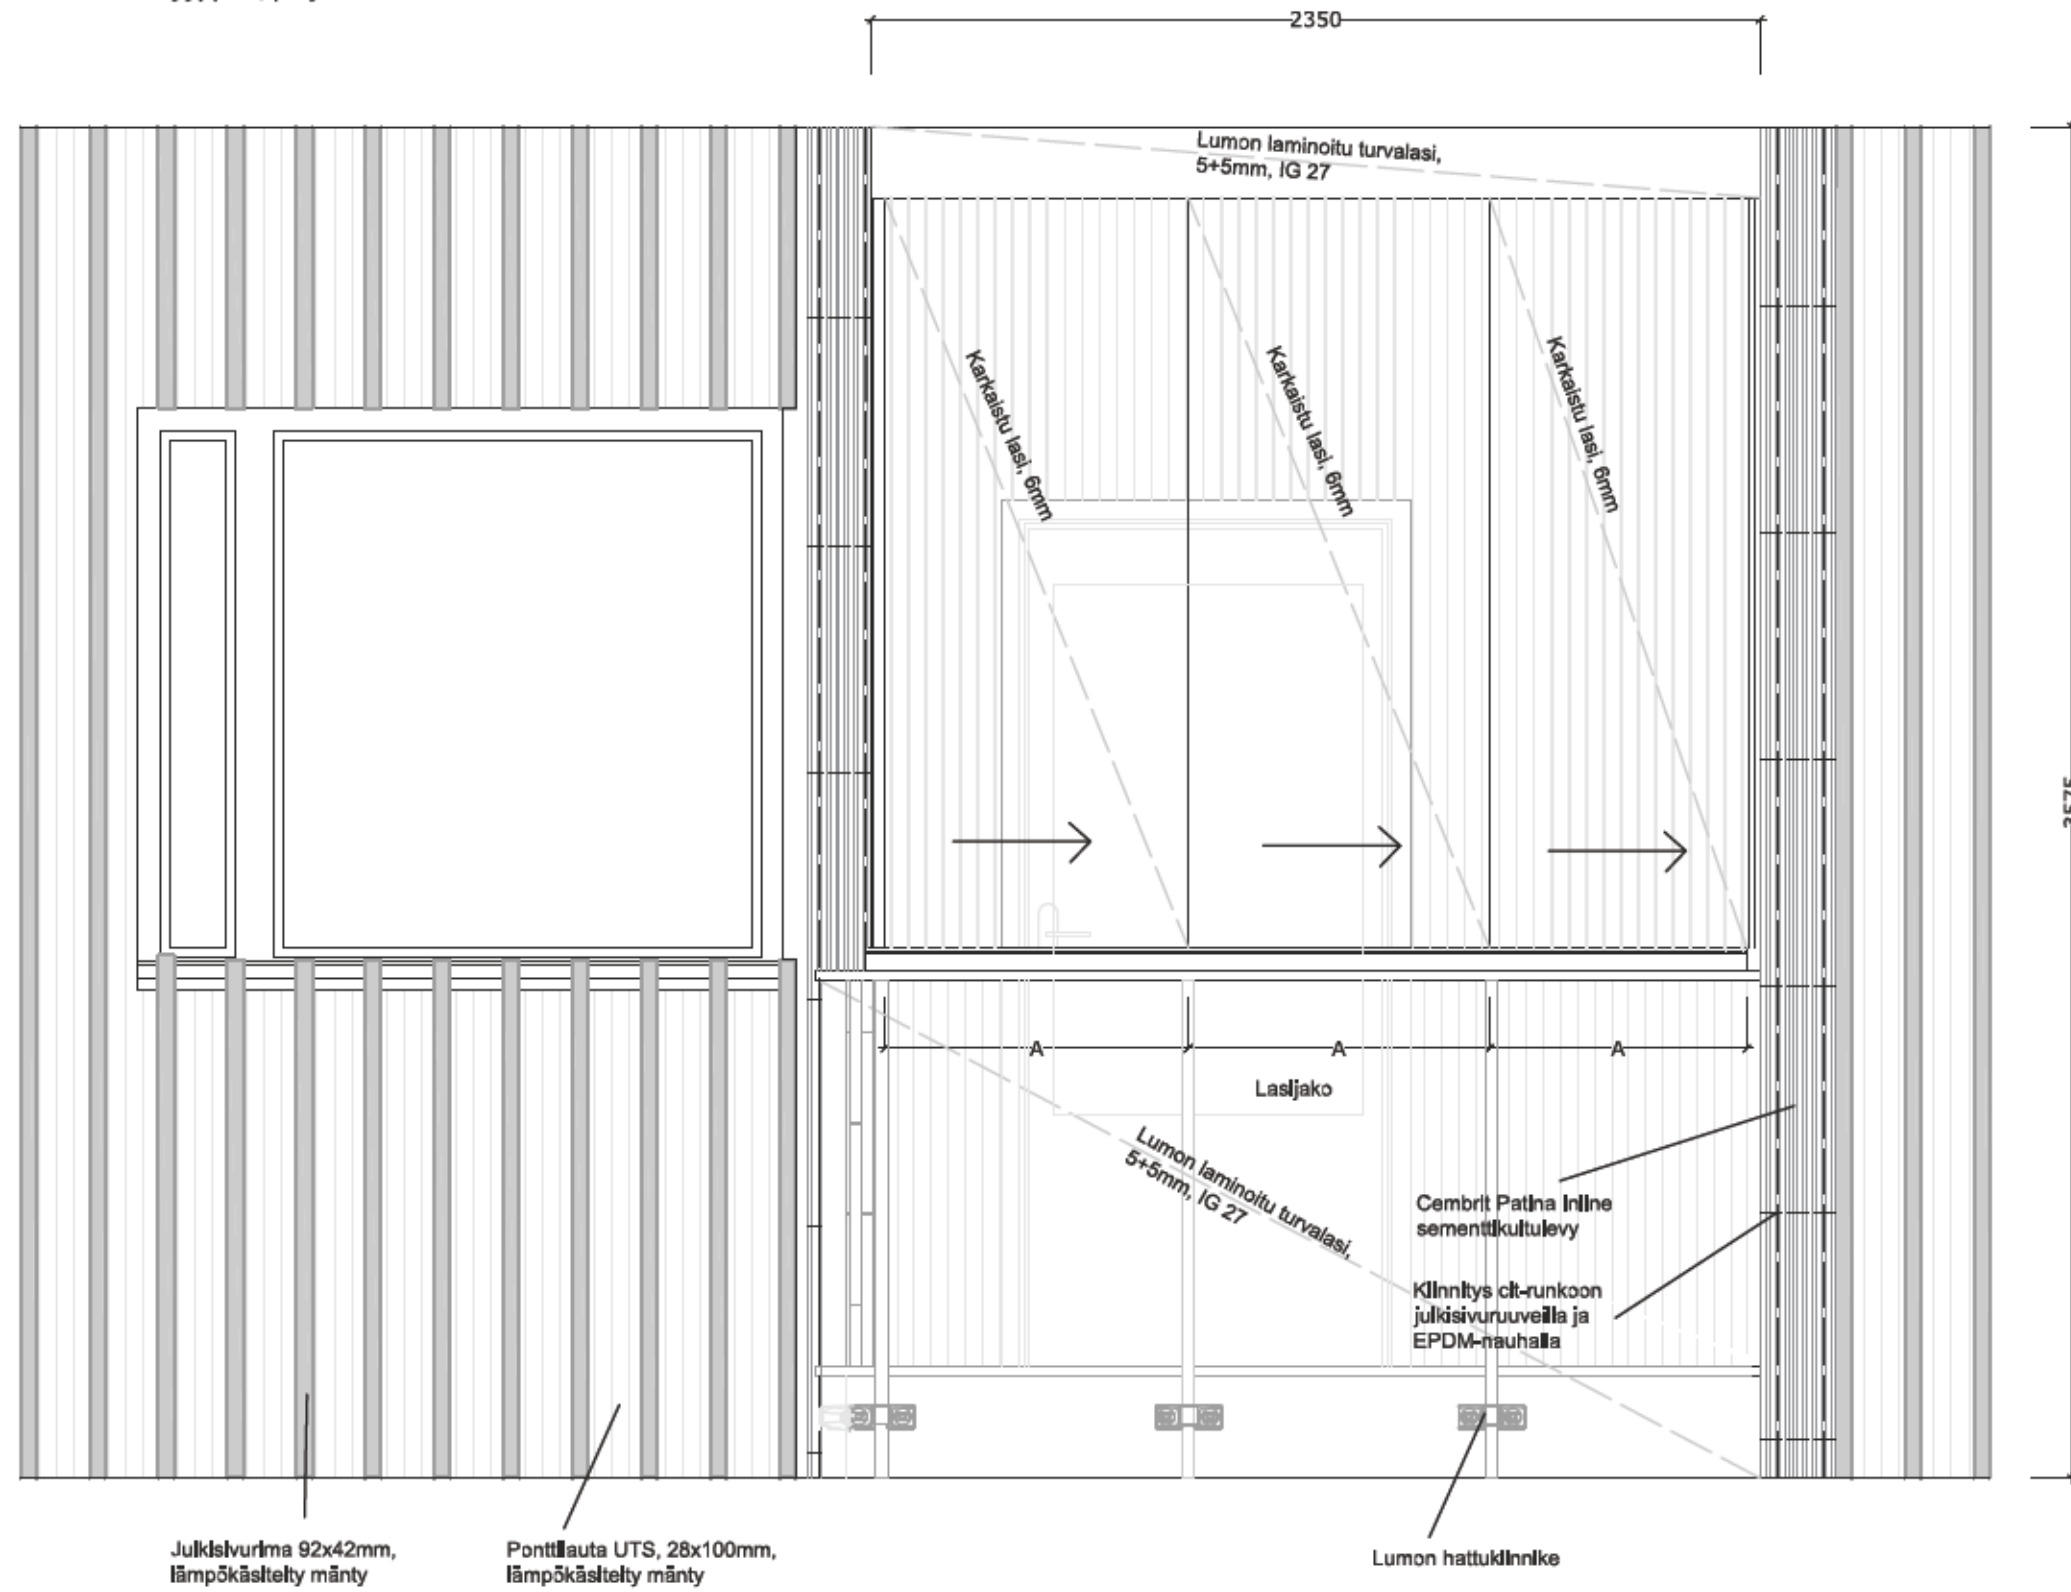 2350
Lumon laminoitu turvalasi,
5+5mm, IG 27
Karkaistu lasi, 6mm
Karkaistu lasi, 6mm
Karkaistu lasi, 6mm
A
A
A
Lasijako
Lumon laminoitu turvalasi,
5+5mm, IG 27
Cembrit Patina Inline
sementtikuitulevy
Kiinnitys clt-runkoon
julkisivuruuveilla ja
EPDM-nauhalla
Julkisivurima 92x42mm,
lämpökäsitelty mänty
Ponttilauta UTS, 28x100mm,
lämpökäsitelty mänty
Lumon hattukiinnike